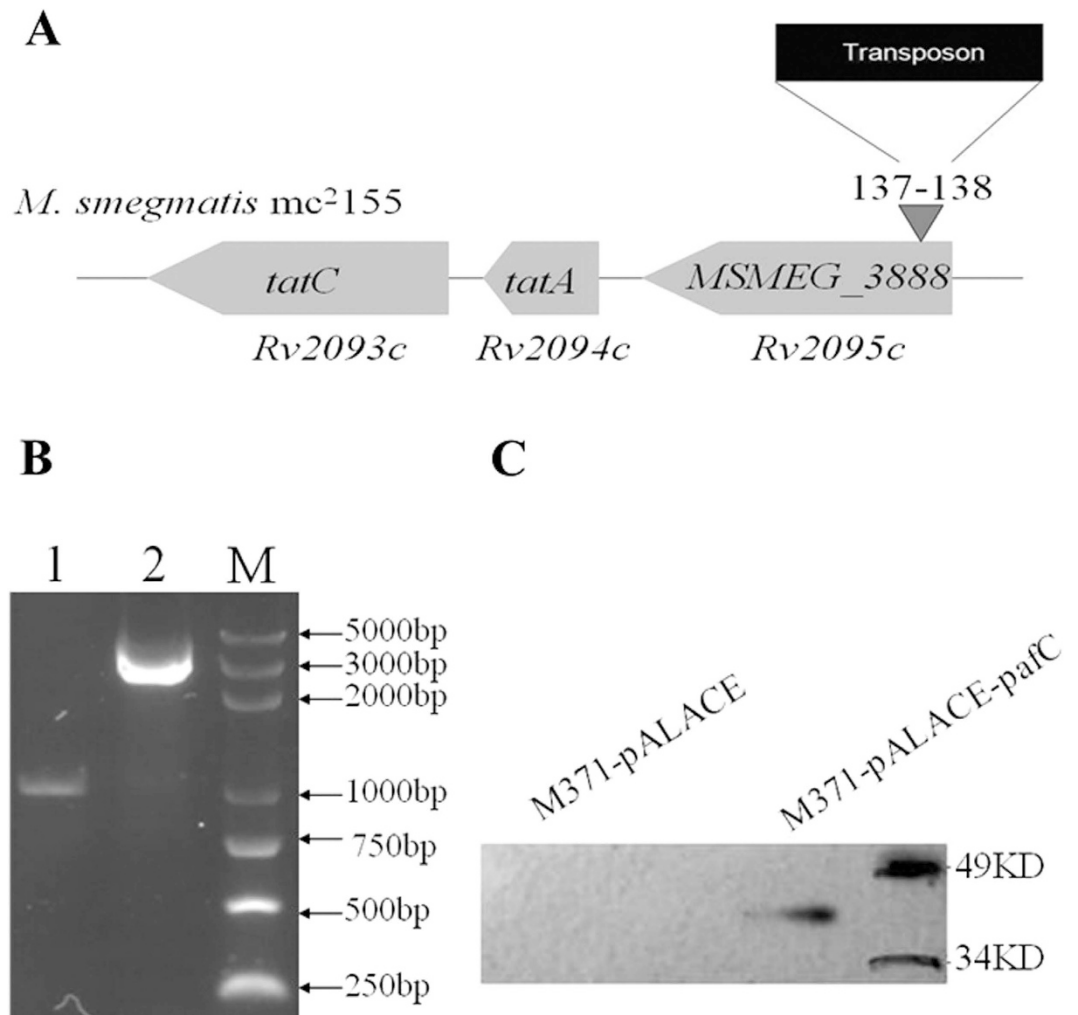 A
Transposon
137-138
M. smegmatis mc²155
tatC
tatA
MSMEG_3888
Rv2093c
Rv2094c
Rv2095c
B
1 2 M
5000bp
3000bp
2000bp
1000bp
750bp
500bp
250bp
C
M371-pALACE
M371-pALACE-pafC
49KD
34KD